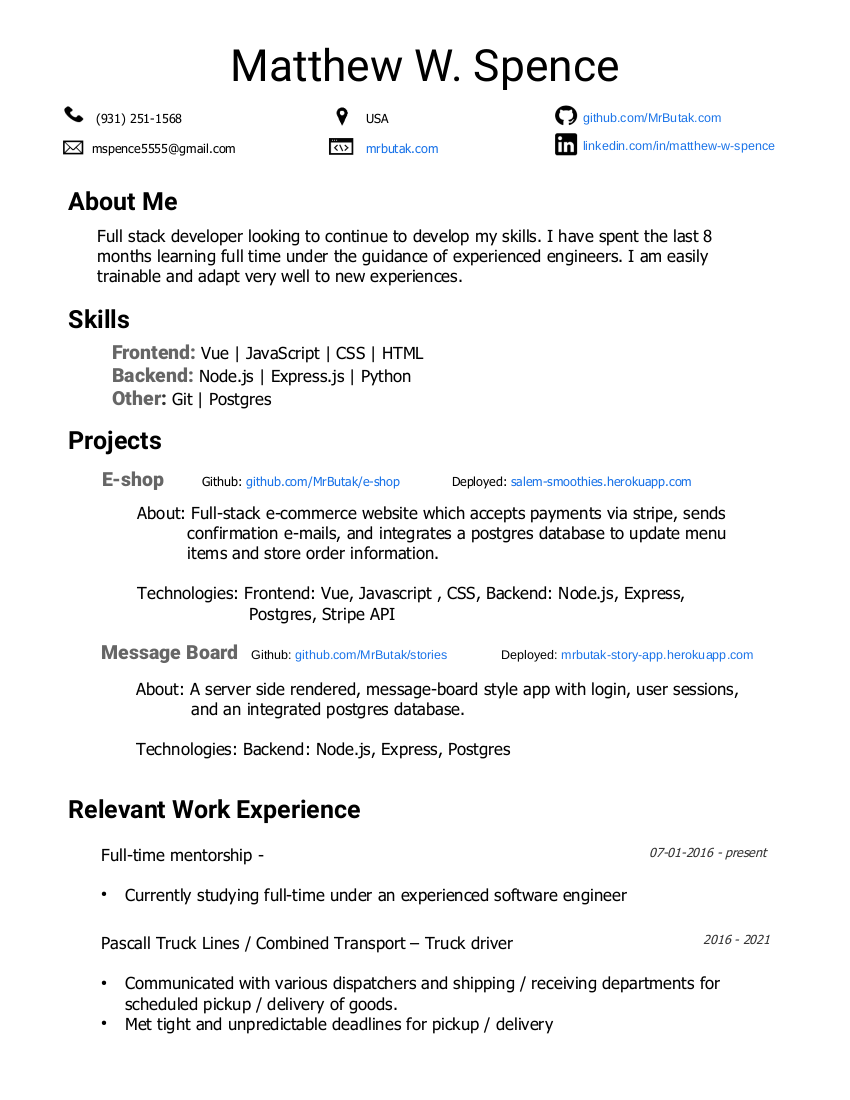 Matthew W. Spence
(931) 251-1568
USA
github.com/MrButak.com
mspence5555@gmail.com
mrbutak.com
linkedin.com/in/matthew-w-spence
About Me
Full stack developer looking to continue to develop my skills. I have spent the last 8
months learning full time under the guidance of experienced engineers. I am easily
trainable and adapt very well to new experiences.
Skills
Frontend: Vue | JavaScript | CSS | HTML
Backend: Node.js | Express.js | Python
Other: Git | Postgres
Projects
E-shop Github: github.com/MrButak/e-shop Deployed: salem-smoothies.herokuapp.com
About: Full-stack e-commerce website which accepts payments via stripe, sends
confirmation e-mails, and integrates a postgres database to update menu
items and store order information.
Technologies: Frontend: Vue, Javascript , CSS, Backend: Node.js, Express,
Postgres, Stripe API
Message Board Github: github.com/MrButak/stories Deployed: mrbutak-story-app.herokuapp.com
About: A server side rendered, message-board style app with login, user sessions,
and an integrated postgres database.
Technologies: Backend: Node.js, Express, Postgres
Relevant Work Experience
Full-time mentorship - 07-01-2016 - present
• Currently studying full-time under an experienced software engineer
Pascall Truck Lines / Combined Transport – Truck driver 2016 - 2021
• Communicated with various dispatchers and shipping / receiving departments for
scheduled pickup / delivery of goods.
• Met tight and unpredictable deadlines for pickup / delivery